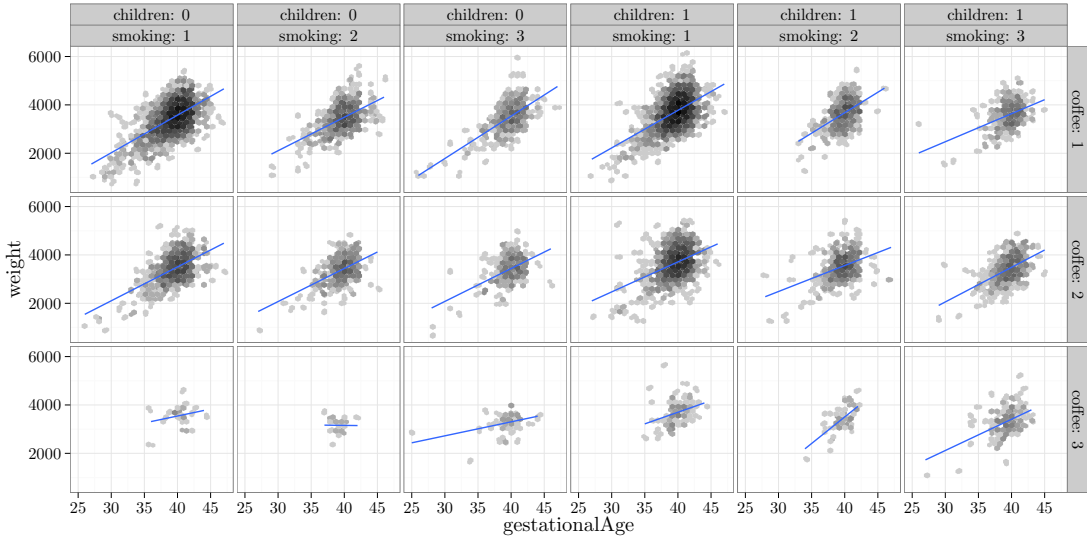 children: 0 children: 0 children: 0 children: 1 children: 1 children: 1
smoking: 1 smoking: 2 smoking: 3 smoking: 1 smoking: 2 smoking: 3
6000
4000
2000
coffee: 1
6000
4000
2000
coffee: 2
6000
4000
2000
coffee: 3
weight
25 30 35 40 45 25 30 35 40 45 25 30 35 40 45 25 30 35 40 45 25 30 35 40 45 25 30 35 40 45
gestationalAge